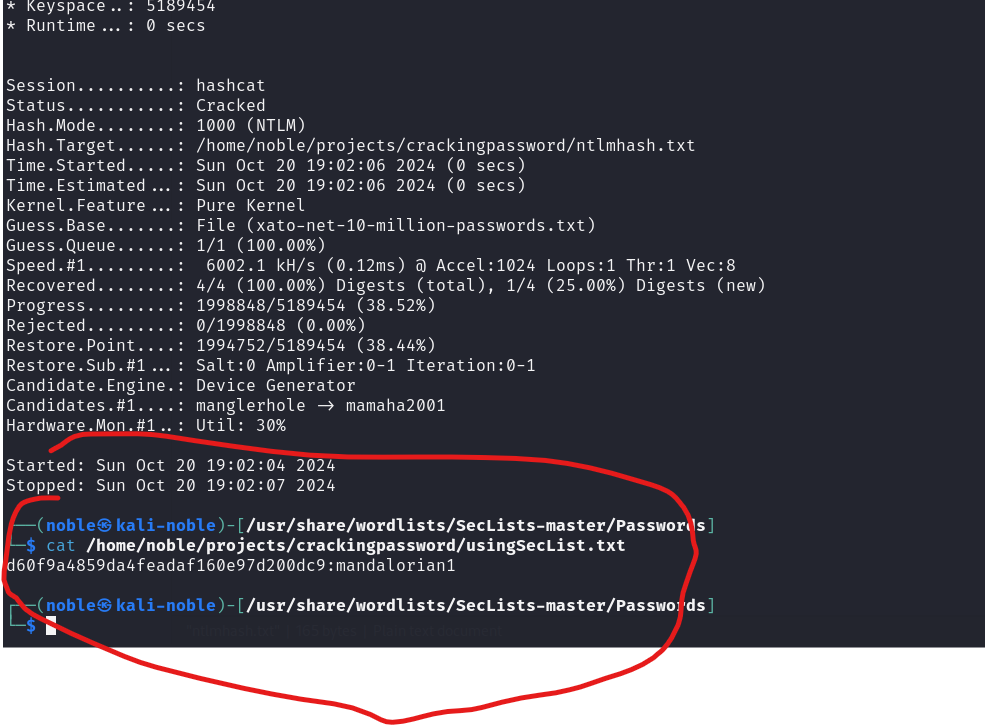 * Keyspace..: 5189454
* Runtime...: 0 secs
Session..........: hashcat
Status...........: Cracked
Hash.Mode........: 1000 (NTLM)
Hash.Target......: /home/noble/projects/crackingpassword/ntlmhash.txt
Time.Started.....: Sun Oct 20 19:02:06 2024 (0 secs)
Time.Estimated...: Sun Oct 20 19:02:06 2024 (0 secs)
Kernel.Feature...: Pure Kernel
Guess.Base.......: File (xato-net-10-million-passwords.txt)
Guess.Queue......: 1/1 (100.00%)
Speed.#1.........:  6002.1 kH/s (0.12ms) @ Accel:1024 Loops:1 Thr:1 Vec:8
Recovered........: 4/4 (100.00%) Digests (total), 1/4 (25.00%) Digests (new)
Progress.........: 1998848/5189454 (38.52%)
Rejected.........: 0/1998848 (0.00%)
Restore.Point....: 1994752/5189454 (38.44%)
Restore.Sub.#1...: Salt:0 Amplifier:0-1 Iteration:0-1
Candidate.Engine.: Device Generator
Candidates.#1....: manglerhole -> mamaha2001
Hardware.Mon.#1..: Util: 30%
Started: Sun Oct 20 19:02:04 2024
Stopped: Sun Oct 20 19:02:07 2024
┌──(noble㉿kali-noble)-[/usr/share/wordlists/SecLists-master/Passwords]
└─$ cat /home/noble/projects/crackingpassword/usingSecList.txt
d60f9a4859da4feadaf160e97d200dc9:mandalorian1
┌──(noble㉿kali-noble)-[/usr/share/wordlists/SecLists-master/Passwords]
└─$